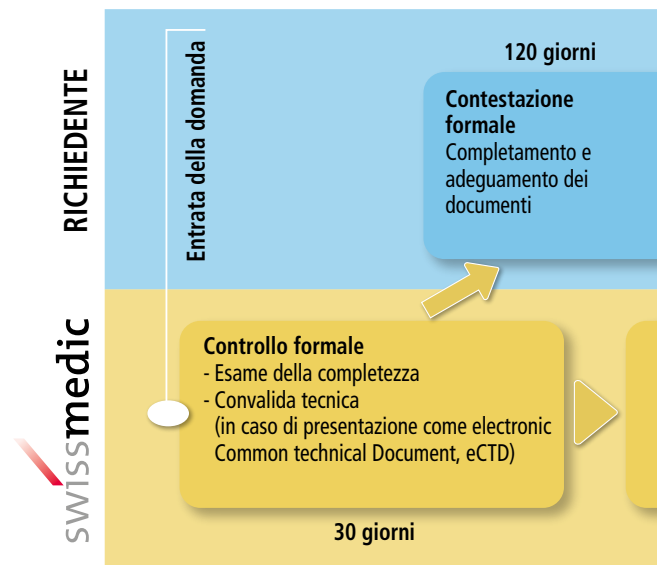 RICHIEDENTE
Entrata della domanda
120 giorni
Contestazione
formale
Completamento e
adeguamento dei
documenti
swissmedic
Controllo formale
- Esame della completezza
- Convalida tecnica
(in caso di presentazione come electronic
Common technical Document, eCTD)
30 giorni